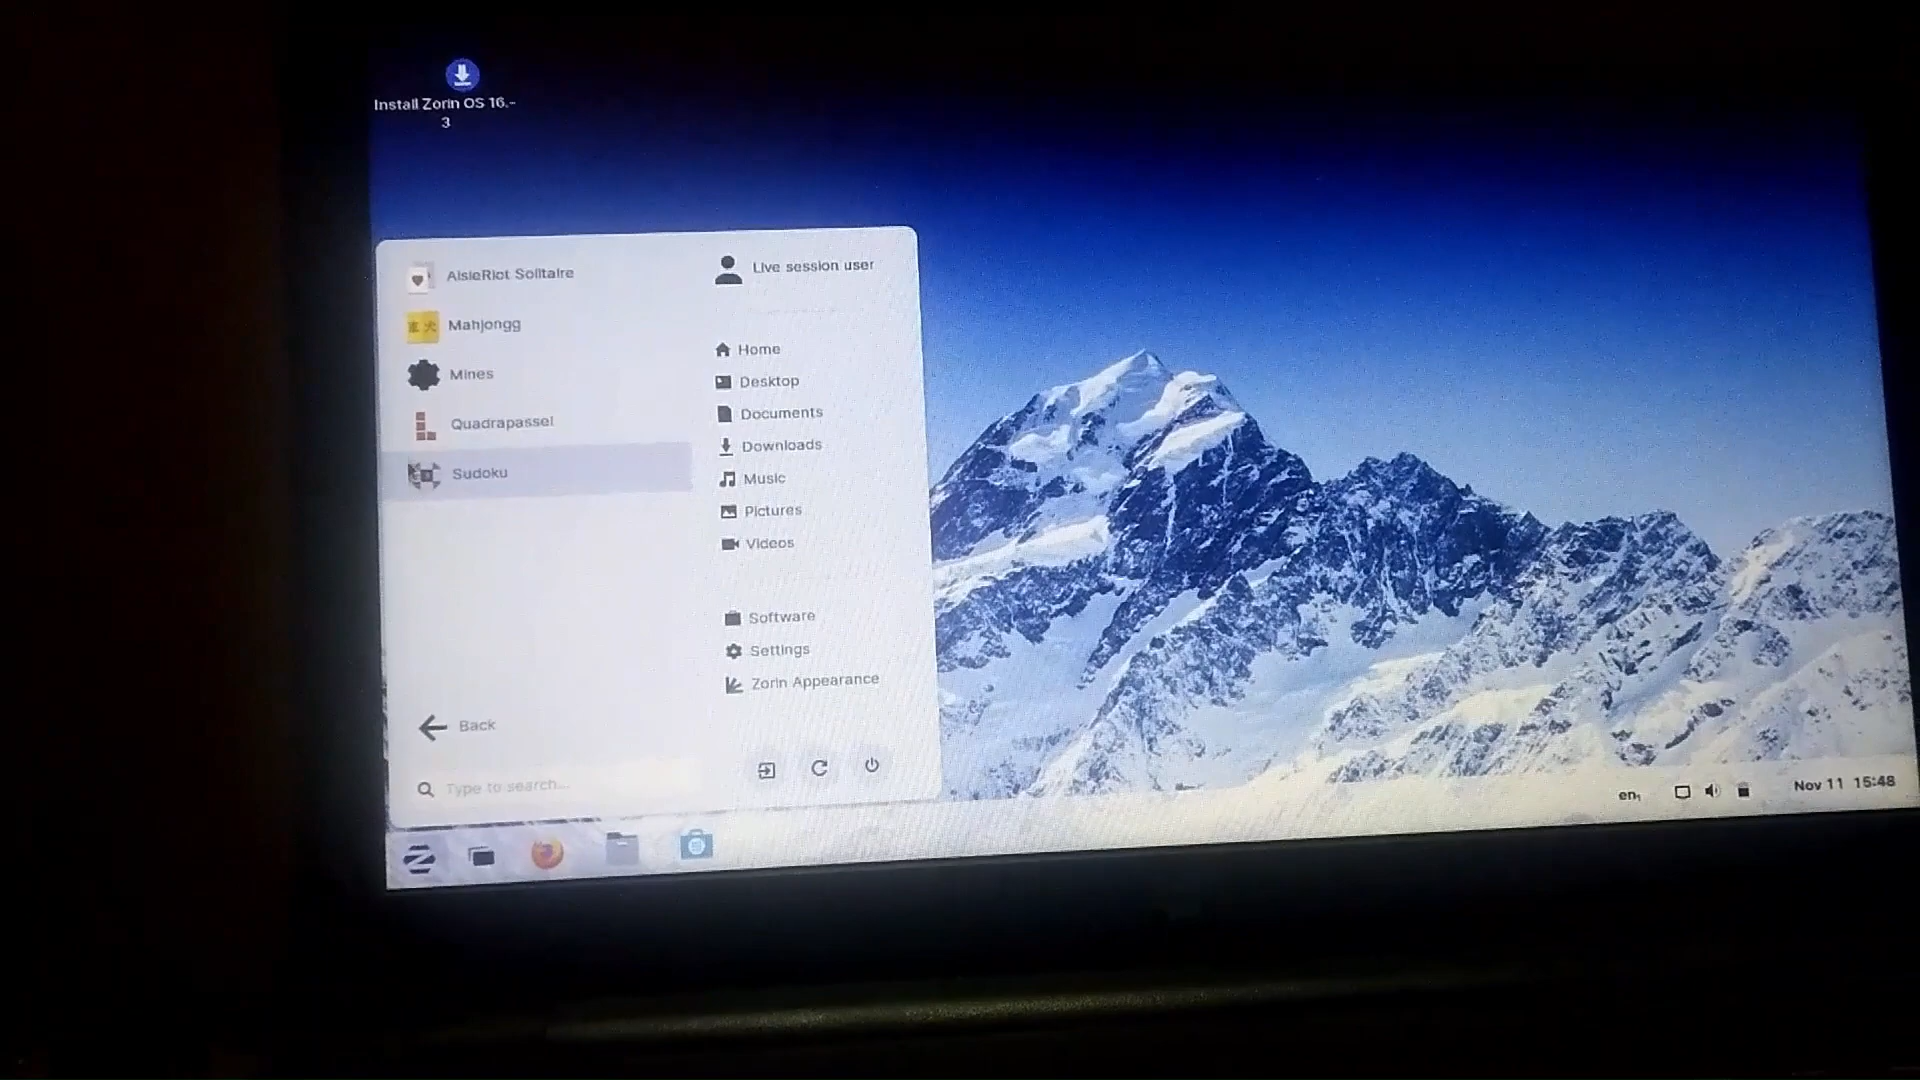 Install Zorin OS 16.-
3
AisleRiot Solitaire
Mahjongg
Mines
Quadrapassel
Sudoku
Back
Type to search...
Live session user
Home
Desktop
Documents
Downloads
Music
Pictures
Videos
Software
Settings
Zorin Appearance
en₁
Nov 11 15:48